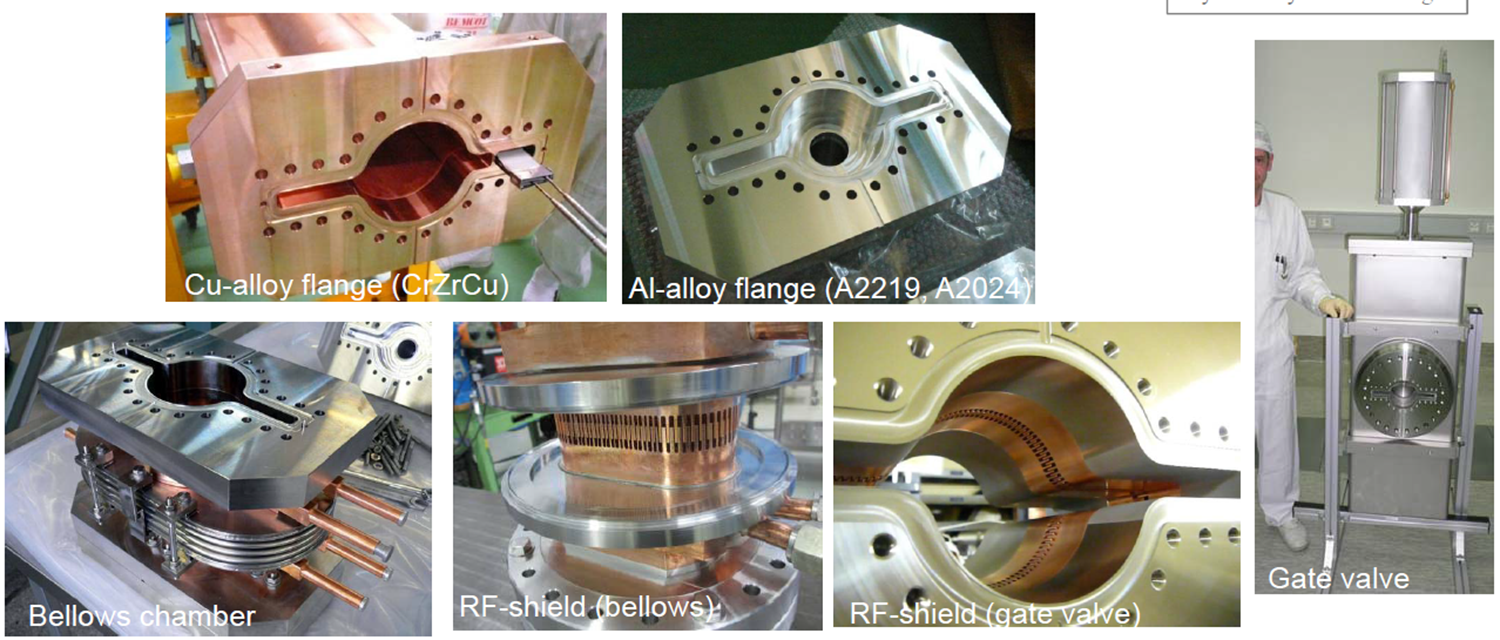 BEMCOT
Cu-alloy flange (CrZrCu)
Al-alloy flange (A2219, A2024)
Bellows chamber
RF-shield (bellows)
RF-shield (gate valve)
Gate valve